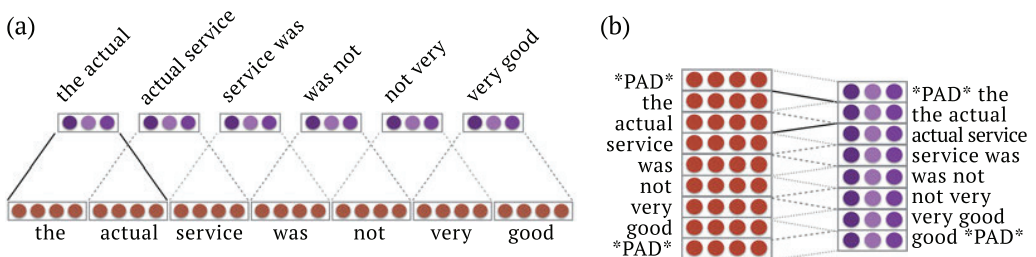 (a)
the actual
actual service
service was
was not
not very
very good
the actual service was not very good
(b)
*PAD*
the
actual
service
was
not
very
good
*PAD*
*PAD* the
the actual
actual service
service was
was not
not very
very good
good *PAD*